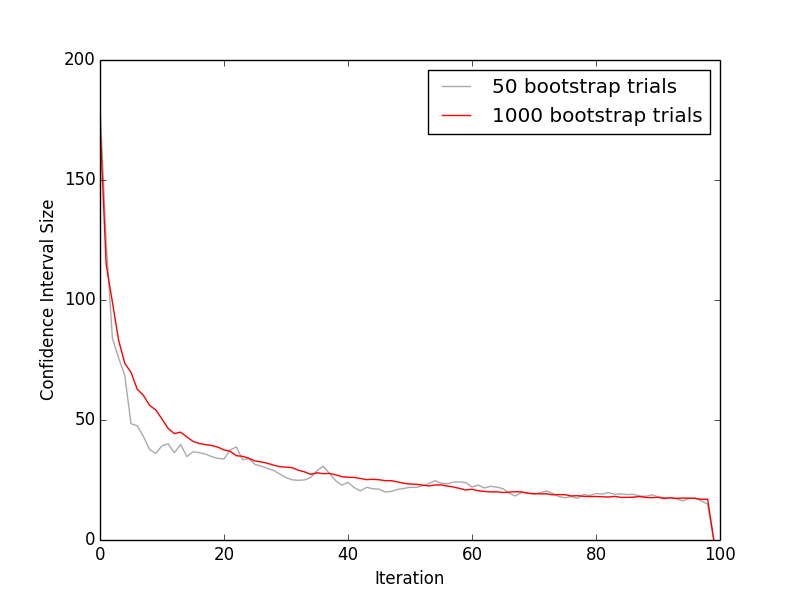 200
50 bootstrap trials
1000 bootstrap trials
150
Confidence Interval Size
100
50
0
0 20 40 60 80 100
Iteration